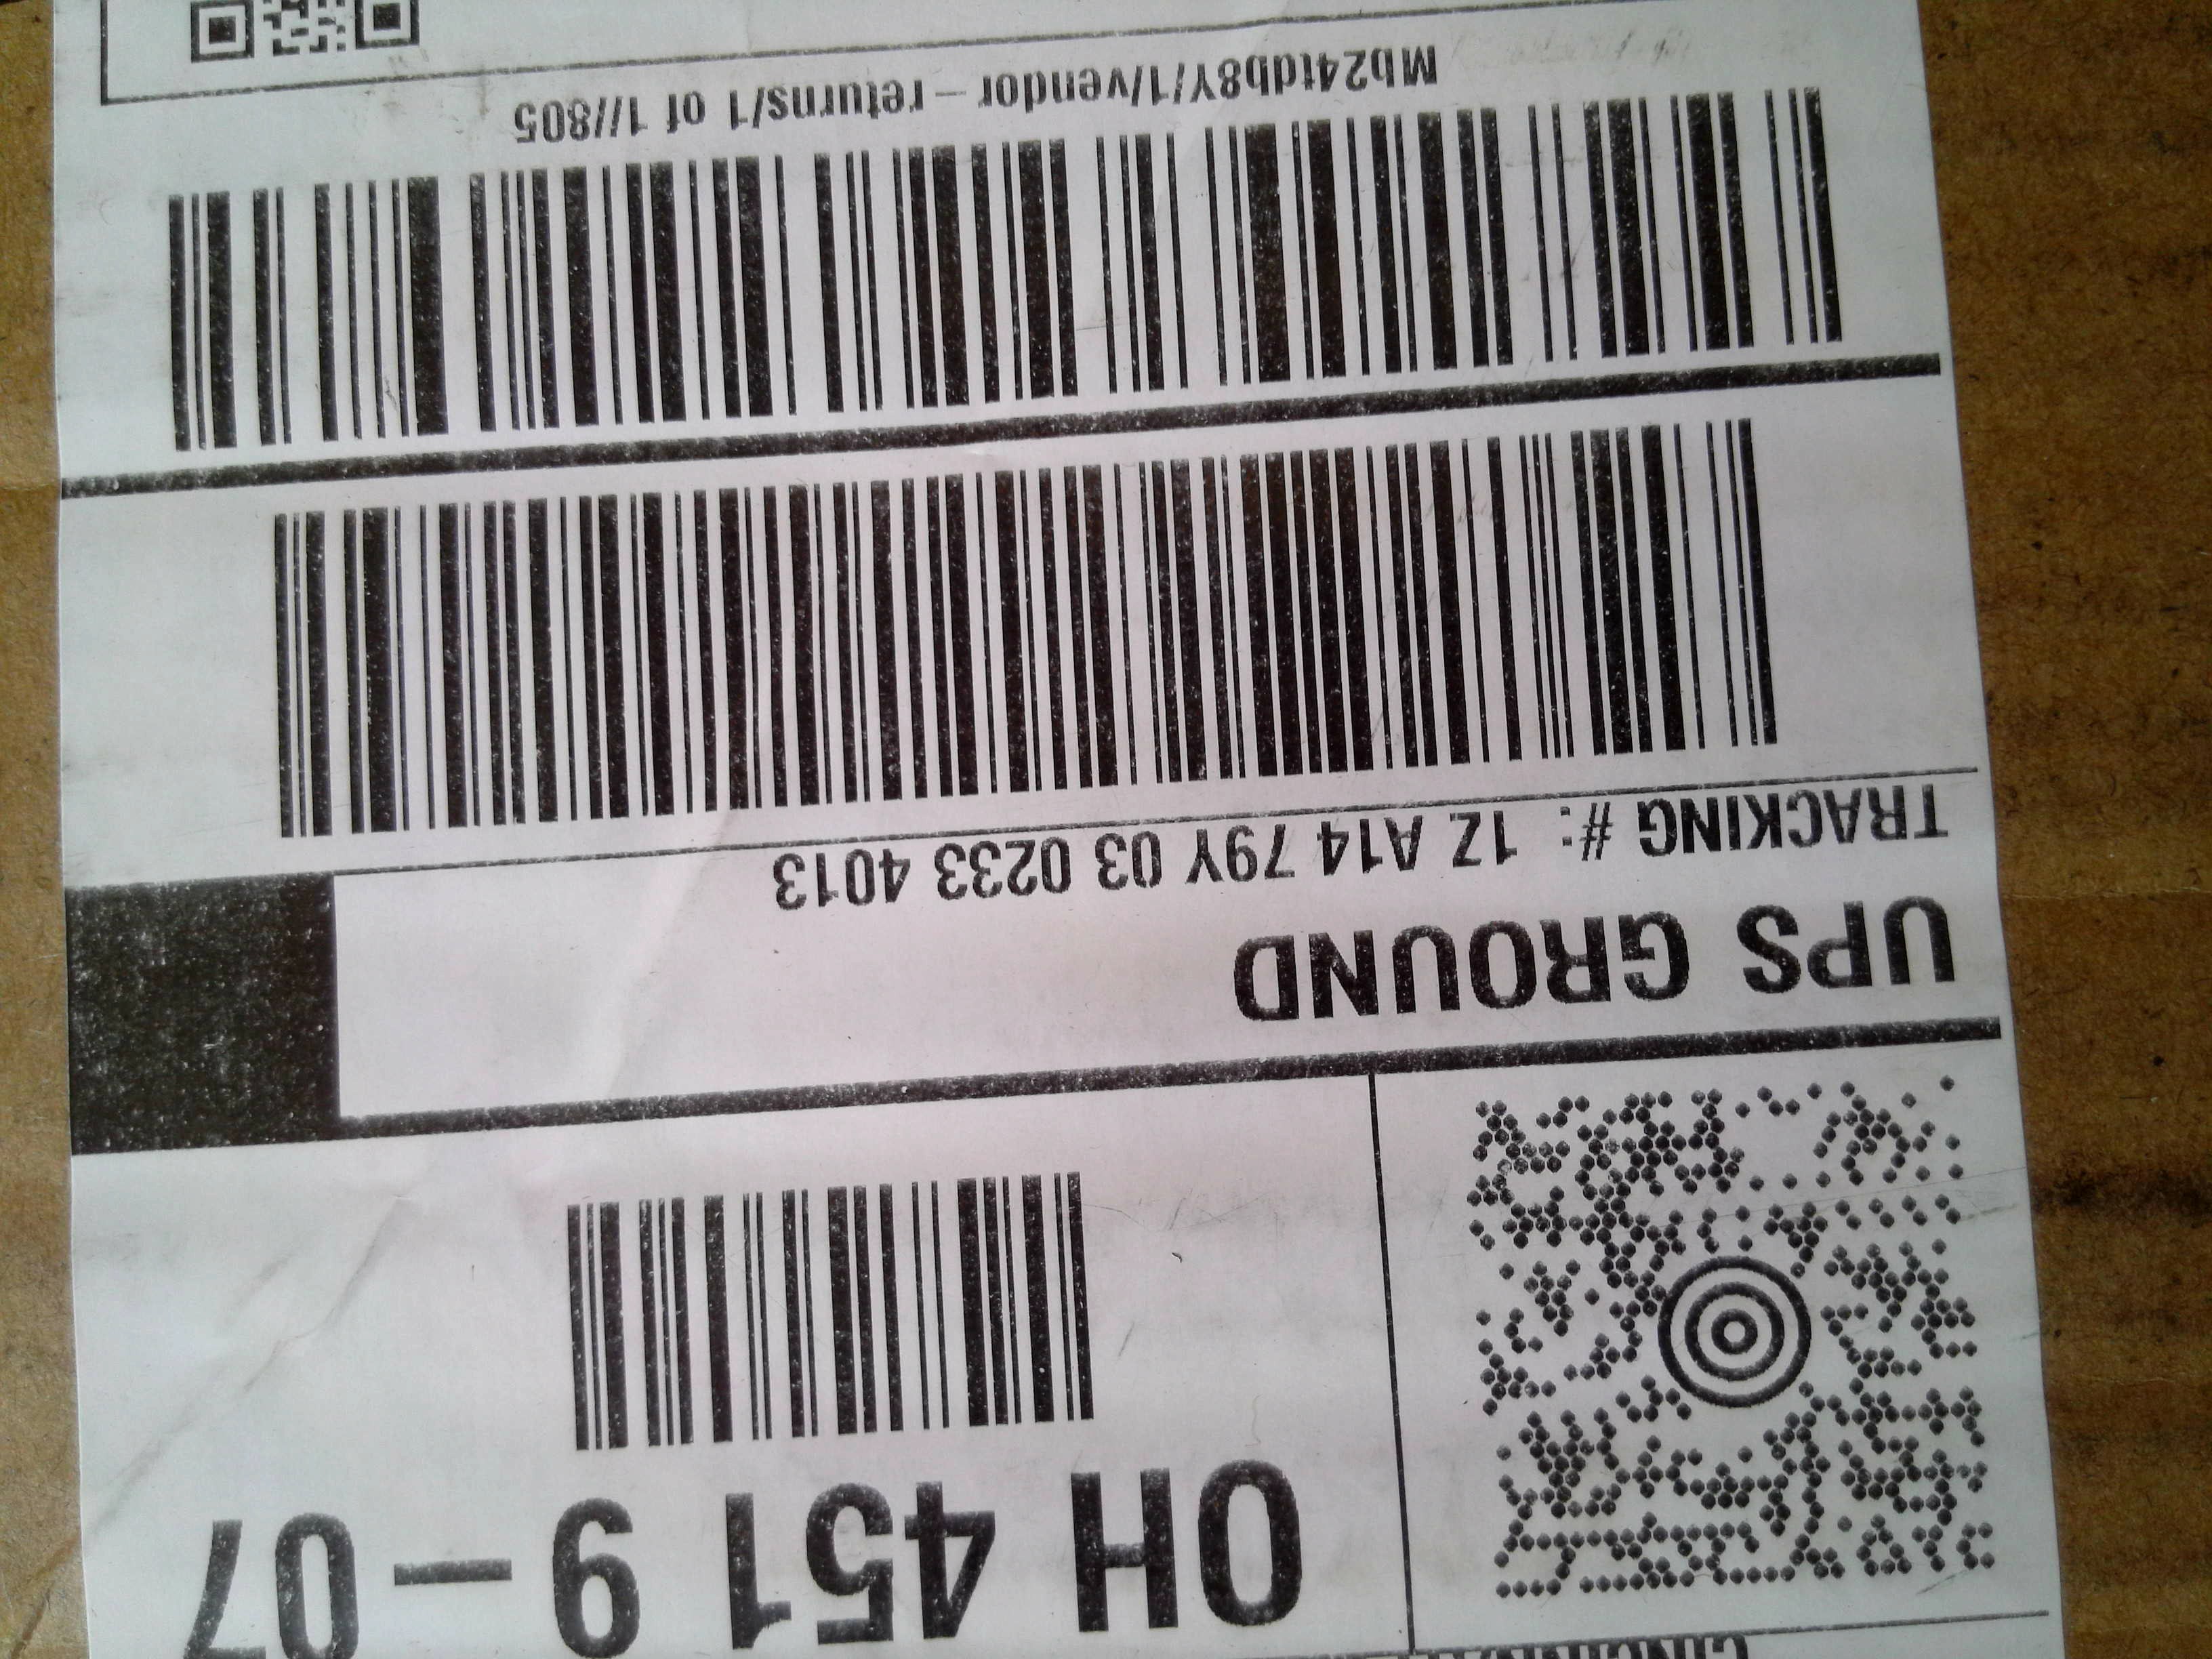 OH 451 9 – 07
UPS GROUND
TRACKING #: 1Z A14 79Y 03 0233 4013
Mb24tdb8Y/1/vendor – returns/1 of 1//805